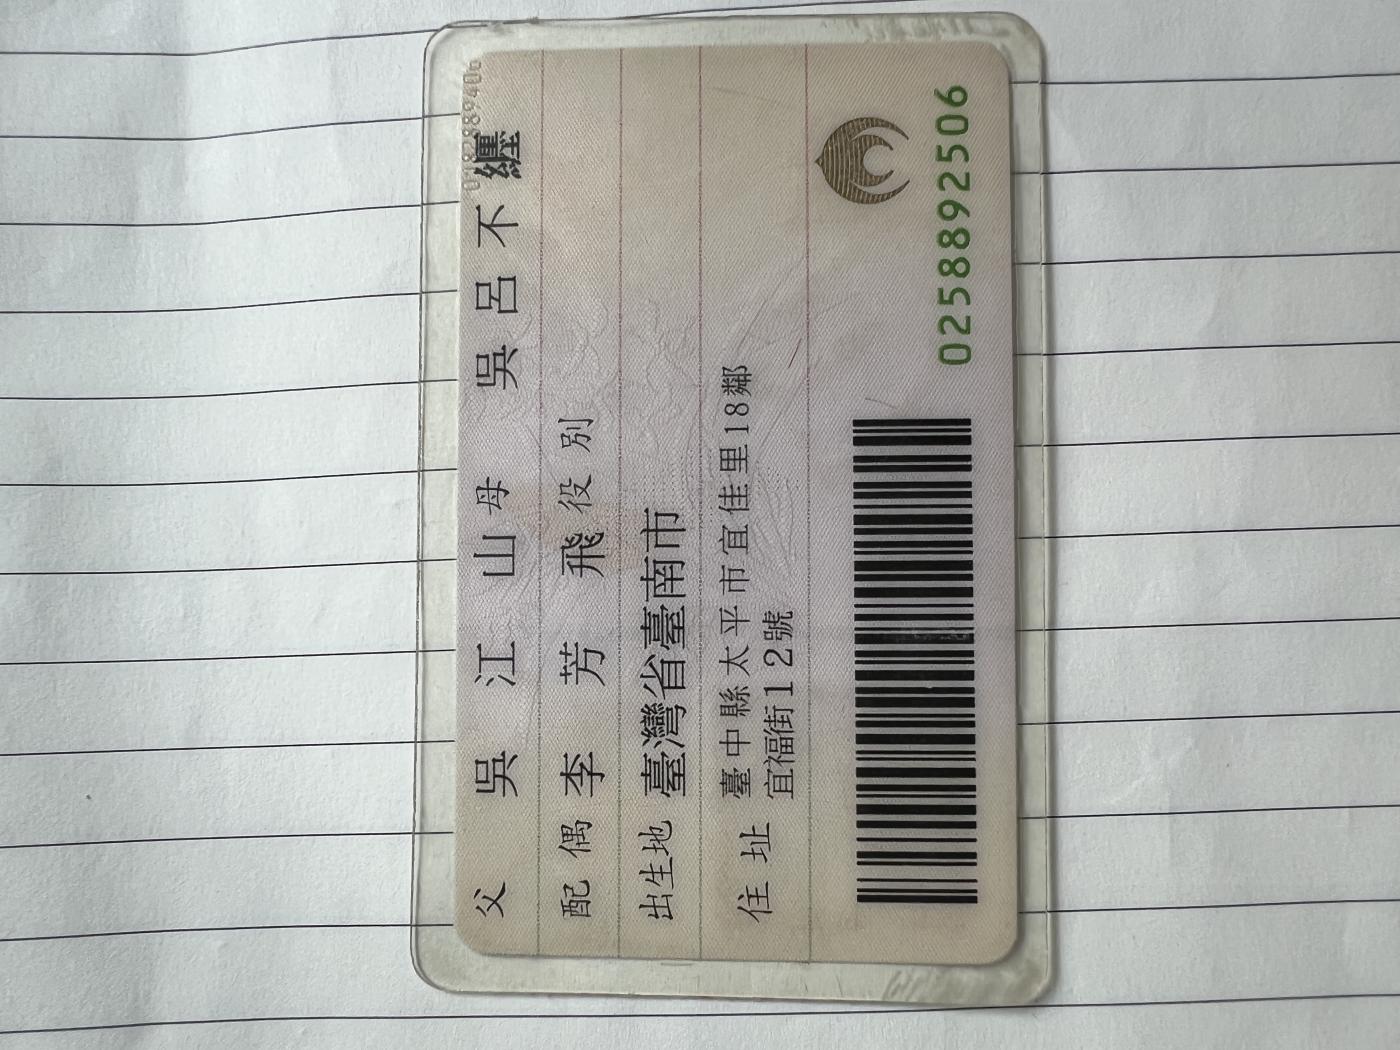 0182889406
父 吳 江 山 母 吳 呂 不 纏
配偶 李 芳 飛 役別
出生地 臺灣省臺南市
住址 臺中縣太平市宜佳里18鄰
宜福街12號
0258892506